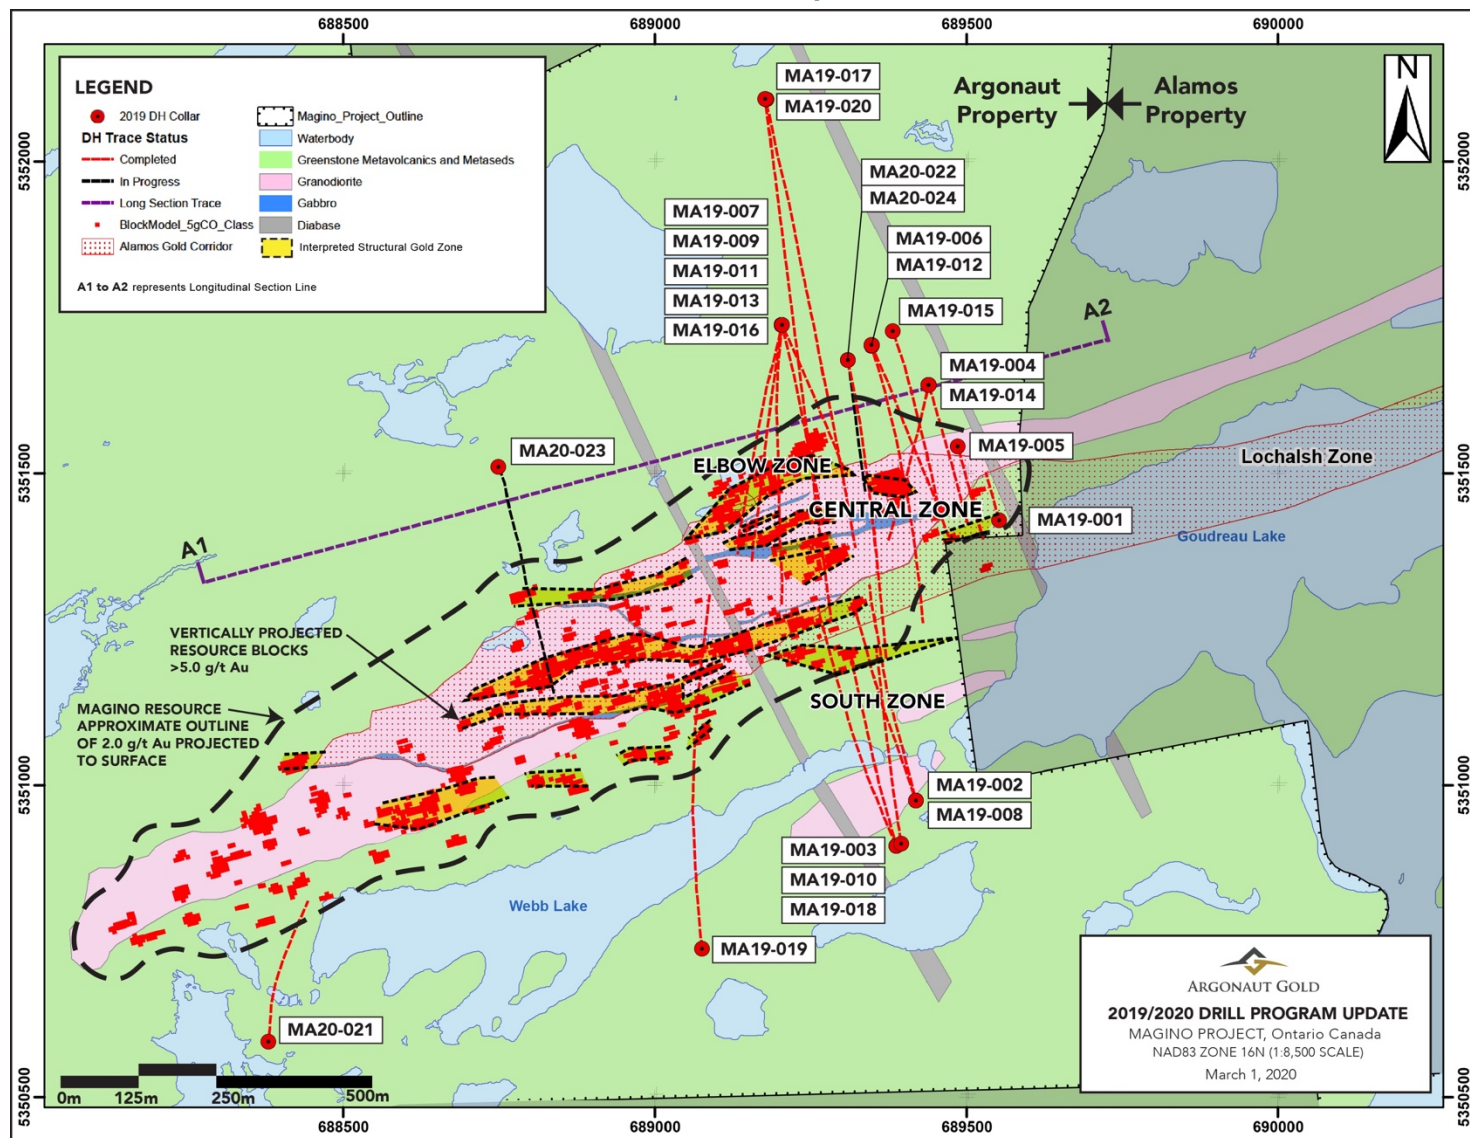 688500
689000
689500
690000
LEGEND
2019 DH Collar
DH Trace Status
Completed
In Progress
Long Section Trace
BlockModel_5gCO_Class
Alamos Gold Corridor
Magino_Project_Outline
Waterbody
Greenstone Metavolcanics and Metaseds
Granodiorite
Gabbro
Diabase
Interpreted Structural Gold Zone
A1 to A2 represents Longitudinal Section Line
MA19-017
MA19-020
Argonaut
Property
Alamos
Property
N
5352000
5352000
MA20-022
MA20-024
MA19-007
MA19-009
MA19-011
MA19-013
MA19-016
MA19-006
MA19-012
MA19-015
A2
MA19-004
MA19-014
MA19-005
MA20-023
ELBOW ZONE
Lochalsh Zone
5351500
5351500
CENTRAL ZONE
MA19-001
Goudreau Lake
A1
VERTICALLY PROJECTED
RESOURCE BLOCKS
>5.0 g/t Au
MAGINO RESOURCE
APPROXIMATE OUTLINE
OF 2.0 g/t Au PROJECTED
TO SURFACE
SOUTH ZONE
5351000
5351000
MA19-002
MA19-008
MA19-003
MA19-010
MA19-018
Webb Lake
MA19-019
MA20-021
ARGONAUT GOLD
2019/2020 DRILL PROGRAM UPDATE
MAGINO PROJECT, Ontario Canada
NAD83 ZONE 16N (1:8,500 SCALE)
March 1, 2020
0m
125m
250m
500m
5350500
5350500
688500
689000
689500
690000